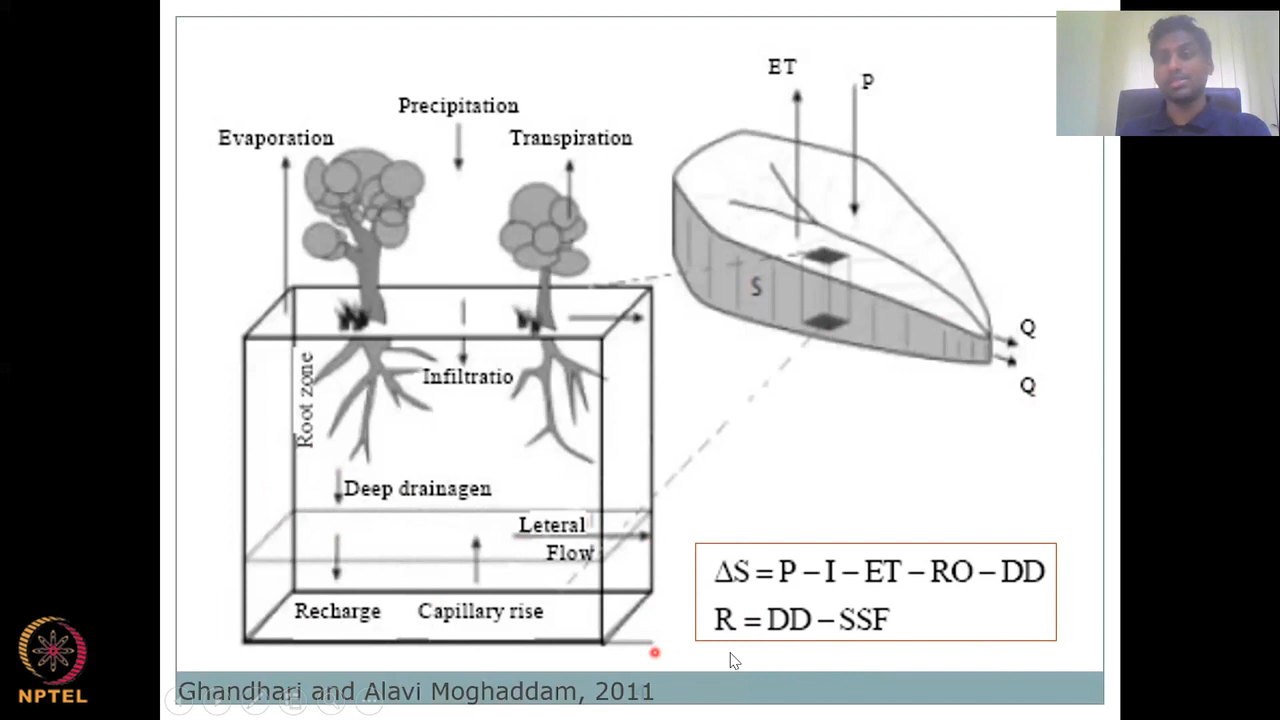 ET
P
Precipitation
Evaporation
Transpiration
S
Q
Q
Root zone
Infiltratio
Deep drainagen
Leteral
Flow
Recharge
Capillary rise
ΔS = P – I – ET – RO – DD
R = DD – SSF
Ghandhari and Alavi Moghaddam, 2011
NPTEL